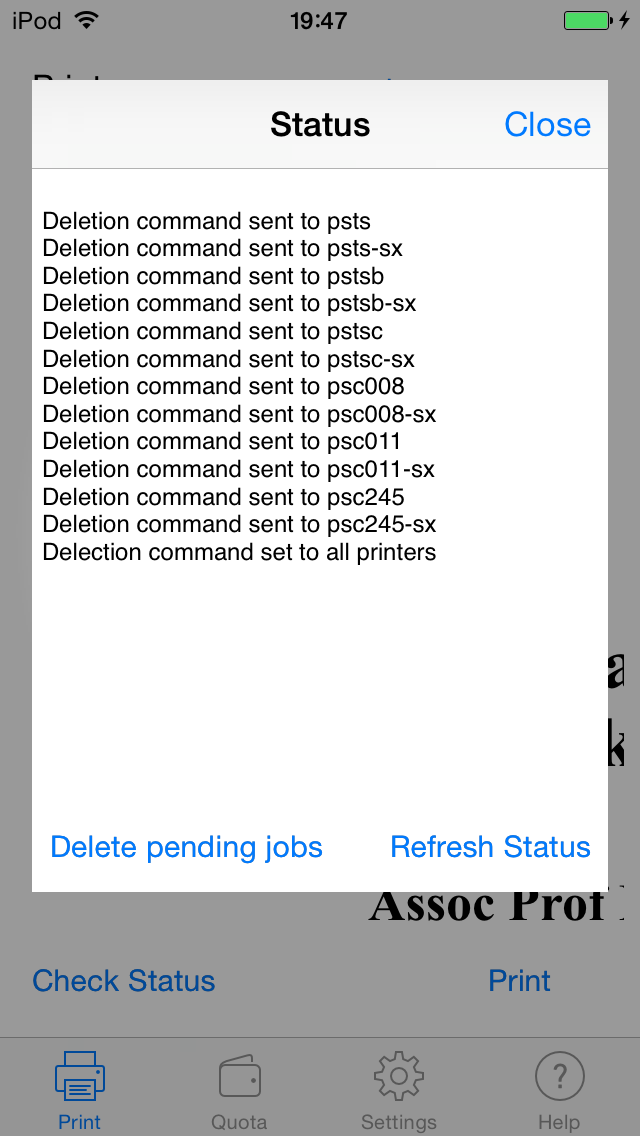 iPod 19:47
Status Close
Deletion command sent to psts
Deletion command sent to psts-sx
Deletion command sent to pstsb
Deletion command sent to pstsb-sx
Deletion command sent to pstsc
Deletion command sent to pstsc-sx
Deletion command sent to psc008
Deletion command sent to psc008-sx
Deletion command sent to psc011
Deletion command sent to psc011-sx
Deletion command sent to psc245
Deletion command sent to psc245-sx
Delection command set to all printers
Delete pending jobs Refresh Status
Assoc Prof
Check Status Print
Print Quota Settings Help